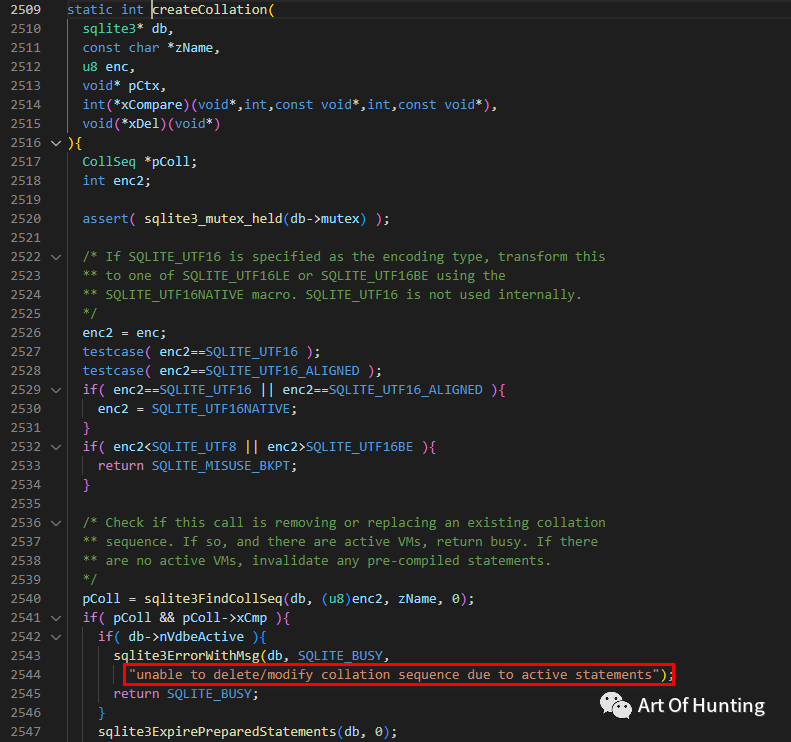 2509 static int createCollation(
2510   sqlite3* db,
2511   const char *zName,
2512   u8 enc,
2513   void* pCtx,
2514   int(*xCompare)(void*,int,const void*,int,const void*),
2515   void(*xDel)(void*)
2516 ){
2517   CollSeq *pColl;
2518   int enc2;
2519
2520   assert( sqlite3_mutex_held(db->mutex) );
2521
2522   /* If SQLITE_UTF16 is specified as the encoding type, transform this
2523   ** to one of SQLITE_UTF16LE or SQLITE_UTF16BE using the
2524   ** SQLITE_UTF16NATIVE macro. SQLITE_UTF16 is not used internally.
2525   */
2526   enc2 = enc;
2527   testcase( enc2==SQLITE_UTF16 );
2528   testcase( enc2==SQLITE_UTF16_ALIGNED );
2529   if( enc2==SQLITE_UTF16 || enc2==SQLITE_UTF16_ALIGNED ){
2530     enc2 = SQLITE_UTF16NATIVE;
2531   }
2532   if( enc2<SQLITE_UTF8 || enc2>SQLITE_UTF16BE ){
2533     return SQLITE_MISUSE_BKPT;
2534   }
2535
2536   /* Check if this call is removing or replacing an existing collation
2537   ** sequence. If so, and there are active VMs, return busy. If there
2538   ** are no active VMs, invalidate any pre-compiled statements.
2539   */
2540   pColl = sqlite3FindCollSeq(db, (u8)enc2, zName, 0);
2541   if( pColl && pColl->xCmp ){
2542     if( db->nVdbeActive ){
2543       sqlite3ErrorWithMsg(db, SQLITE_BUSY,
2544         "unable to delete/modify collation sequence due to active statements");
2545       return SQLITE_BUSY;
2546     }
2547     sqlite3ExpirePreparedStatements(db, 0);
Art Of Hunting